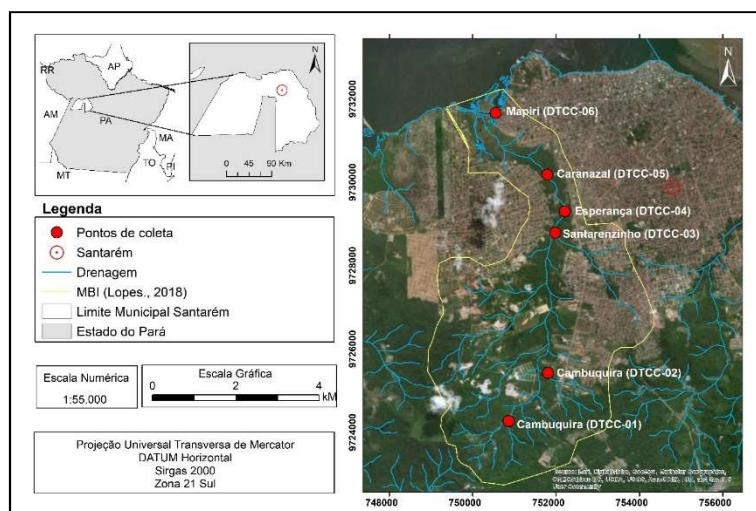 N
AP
RR
AM
PA
MA
TO
PI
MT
0 45 90 Km
Legenda
Pontos de coleta
Santarém
Drenagem
MBI (Lopes., 2018)
Limite Municipal Santarém
Estado do Pará
Escala Numérica
1:55.000
Escala Gráfica
0 2 4
kM
Projeção Universal Transversa de Mercator
DATUM Horizontal
Sirgas 2000
Zona 21 Sul
N
Mapiri (DTCC-06)
Caranazal (DTCC-05)
Esperança (DTCC-04)
Santarenzinho (DTCC-03)
Cambuquira (DTCC-02)
Cambuquira (DTCC-01)
9732000
9730000
9728000
9726000
9724000
748000 750000 752000 754000 756000
User Community